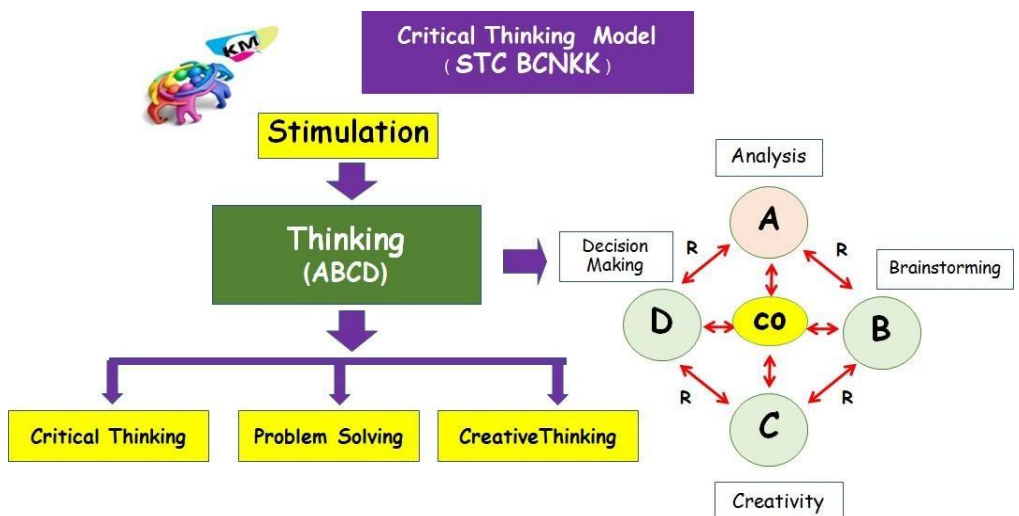 KM
Critical Thinking Model
( STC BCNKK )
Stimulation
Thinking
(ABCD)
Critical Thinking
Problem Solving
CreativeThinking
Analysis
A
Decision
Making
R
R
Brainstorming
D
co
B
R
R
C
Creativity